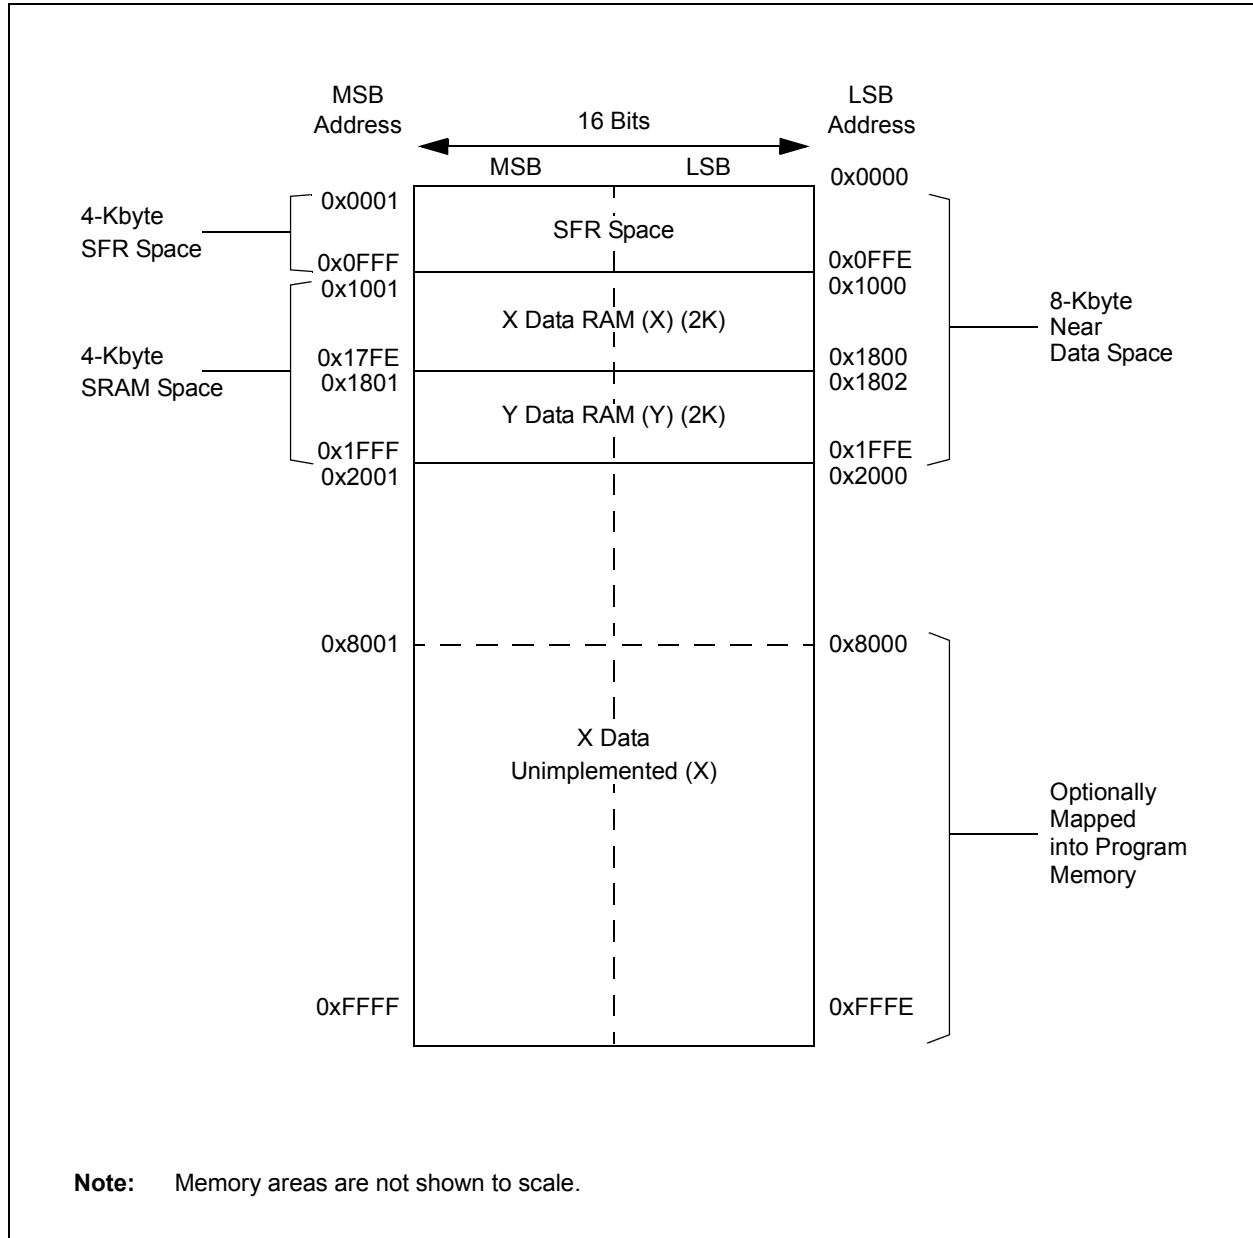 MSB
Address
16 Bits
LSB
Address
MSB
LSB
0x0000
0x0001
4-Kbyte
SFR Space
SFR Space
0x0FFF
0x0FFE
0x1001
0x1000
X Data RAM (X) (2K)
8-Kbyte
Near
Data Space
4-Kbyte
SRAM Space
0x17FE
0x1800
0x1801
0x1802
Y Data RAM (Y) (2K)
0x1FFF
0x1FFE
0x2001
0x2000
0x8001
0x8000
X Data
Unimplemented (X)
Optionally
Mapped
into Program
Memory
0xFFFF
0xFFFE
Note: Memory areas are not shown to scale.